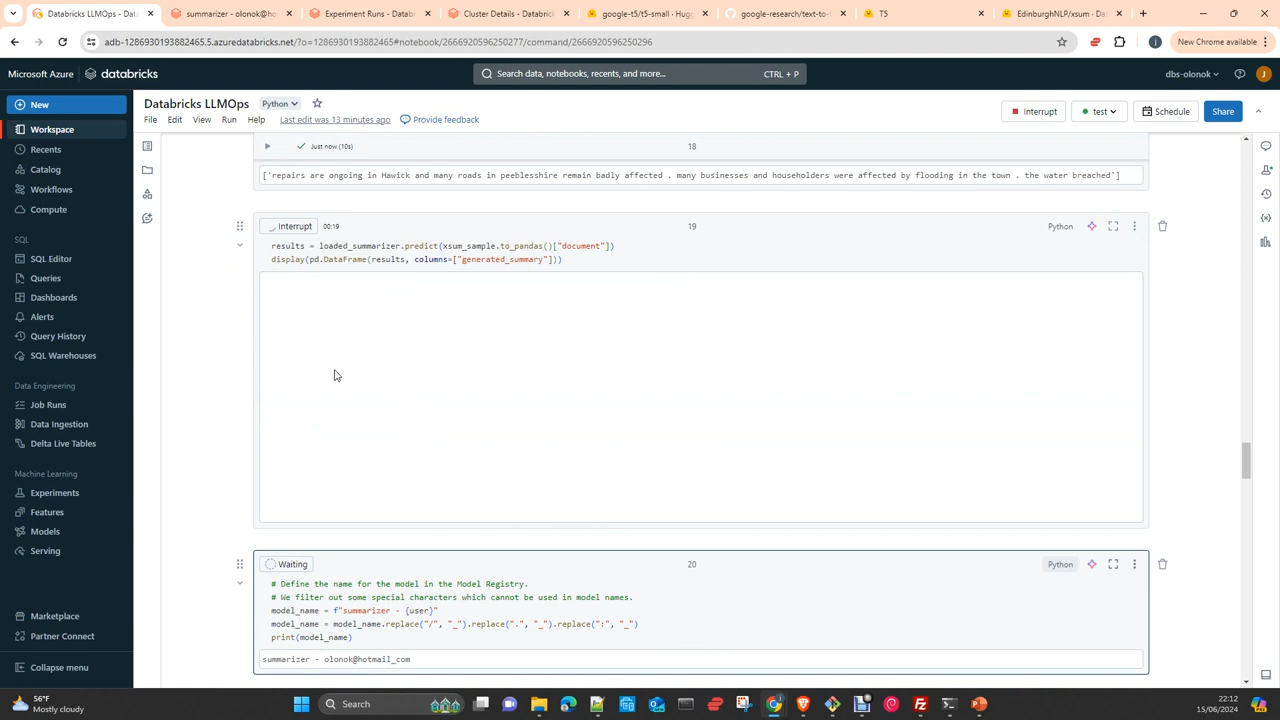 Databricks LLMOps - Data
summarizer - olonok@hotm
Experiment Runs - Databri
Cluster Details - Databrick
google-t5/t5-small · Hugg
google-research/text-to-t
T5
EdinburghNLP/xsum · Data
adb-1286930193882465.5.azuredatabricks.net/?o=1286930193882465#notebook/2666920596250277/command/2666920596250296
New Chrome available
Microsoft Azure
databricks
Search data, notebooks, recents, and more...
CTRL + P
dbs-olonok
J
New
Workspace
Recents
Catalog
Workflows
Compute
SQL
SQL Editor
Queries
Dashboards
Alerts
Query History
SQL Warehouses
Data Engineering
Job Runs
Data Ingestion
Delta Live Tables
Machine Learning
Experiments
Features
Models
Serving
Marketplace
Partner Connect
Collapse menu
Databricks LLMOps
Python
File
Edit
View
Run
Help
Last edit was 13 minutes ago
Provide feedback
Interrupt
test
Schedule
Share
Just now (10s)
18
['repairs are ongoing in Hawick and many roads in peeblesshire remain badly affected . many businesses and householders were affected by flooding in the town . the water breached']
Interrupt
00:19
19
Python
results = loaded_summarizer.predict(xsum_sample.to_pandas()["document"])
display(pd.DataFrame(results, columns=["generated_summary"]))
Waiting
20
Python
# Define the name for the model in the Model Registry.
# We filter out some special characters which cannot be used in model names.
model_name = f"summarizer - {user}"
model_name = model_name.replace("/", "_").replace(".", "_").replace(":", "_")
print(model_name)
summarizer - olonok@hotmail_com
56°F
Mostly cloudy
Search
22:12
15/06/2024